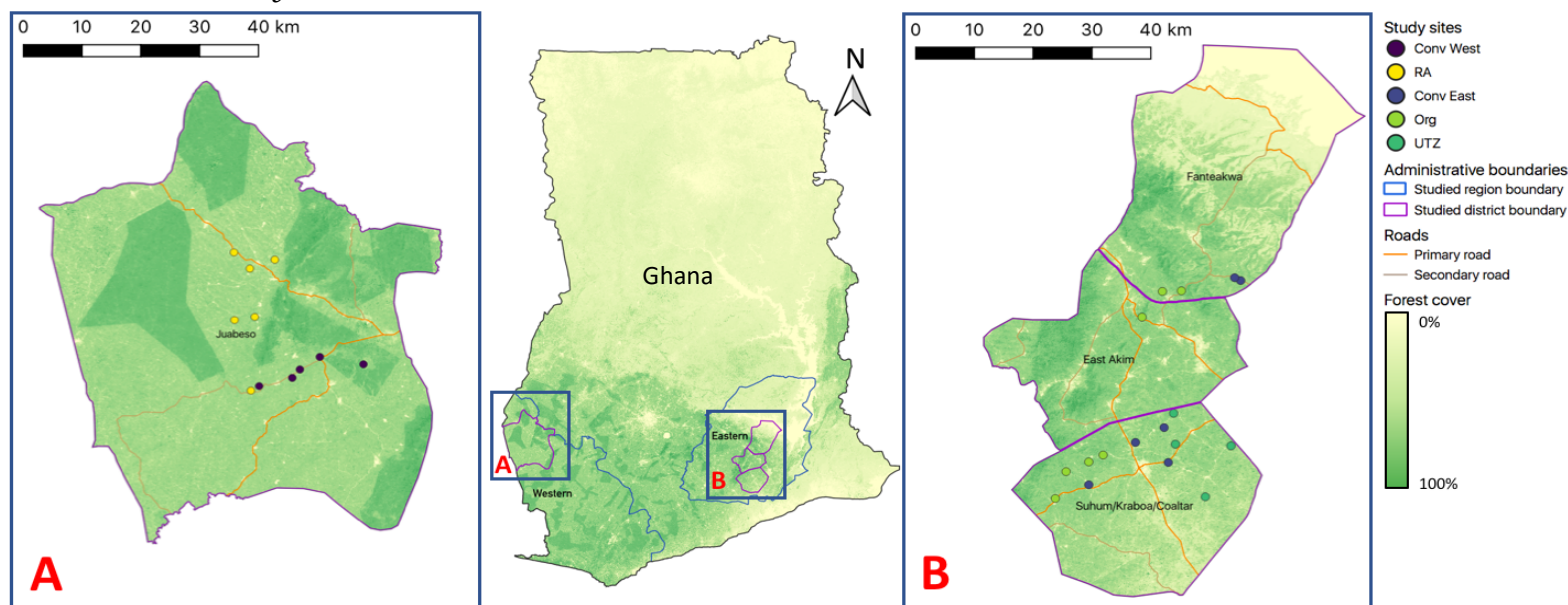 0 10 20 30 40 km
Juabeso
A
N
Ghana
Eastern
Western
A
B
0 10 20 30 40 km
Fanteakwa
East Akim
Suhum/Kraboa/Coaltar
B
Study sites
Conv West
RA
Conv East
Org
UTZ
Administrative boundaries
Studied region boundary
Studied district boundary
Roads
Primary road
Secondary road
Forest cover
0%
100%